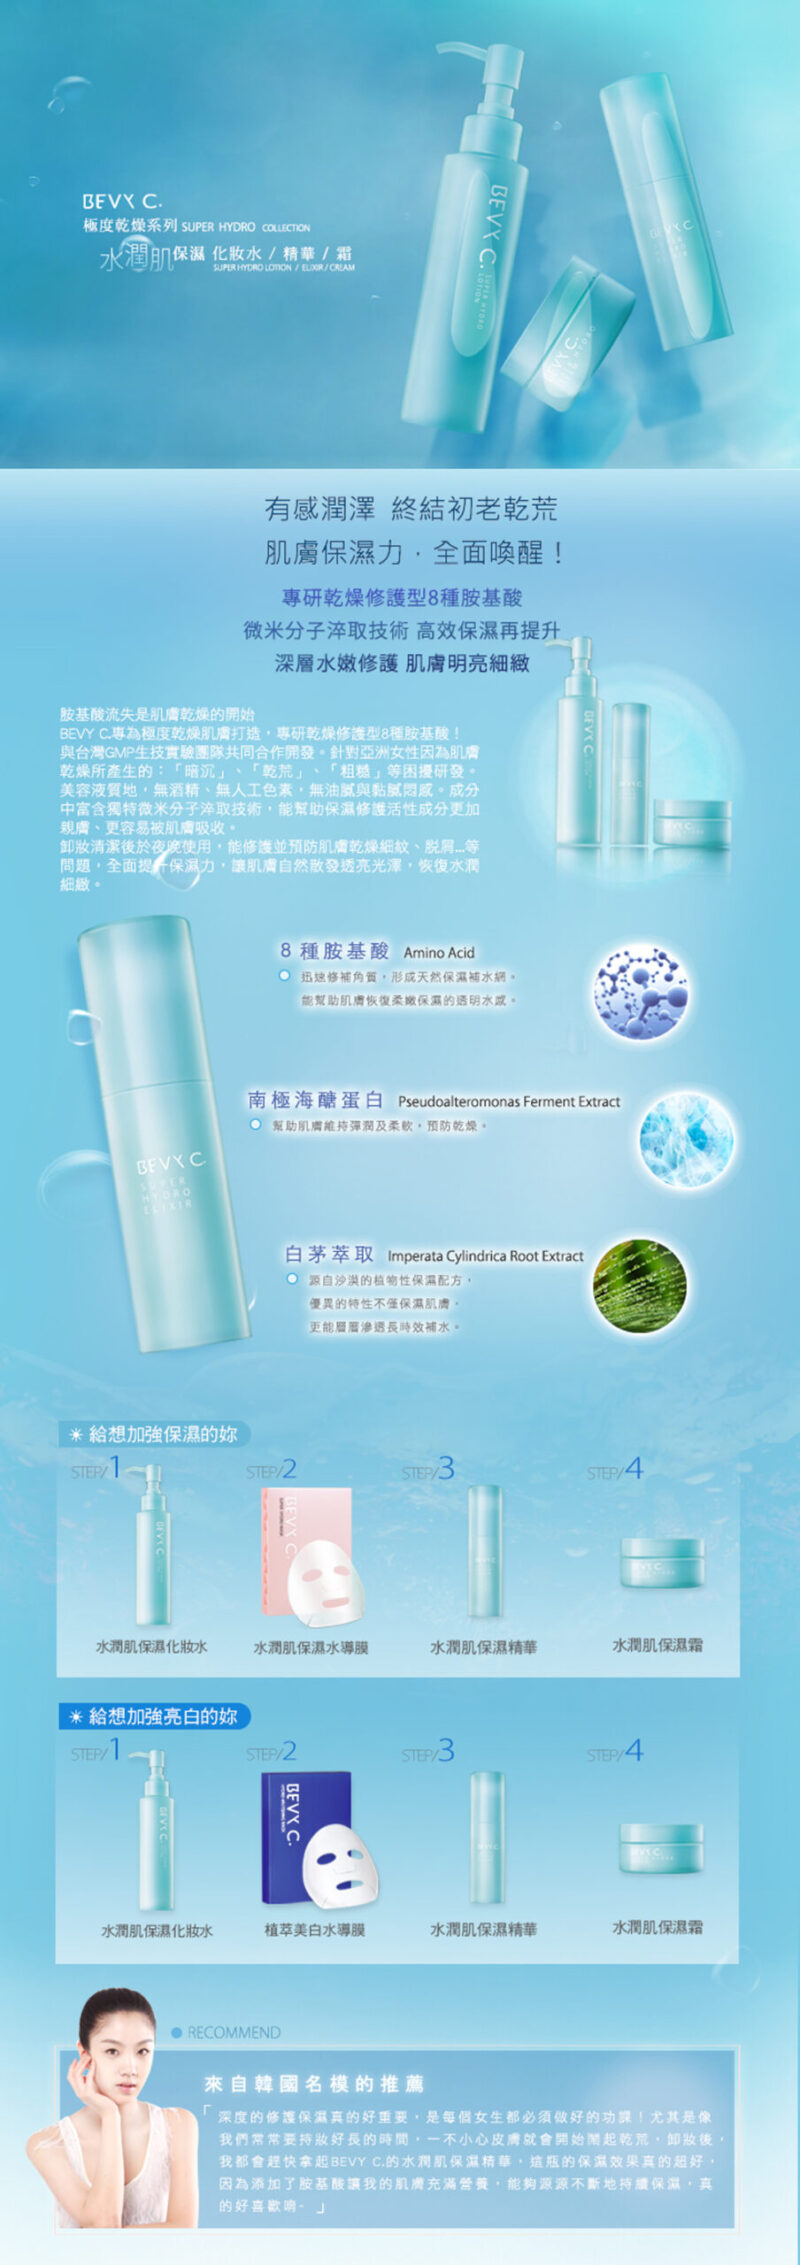 BEVY C.
極度乾燥系列 SUPER HYDRO COLLECTION
水潤肌保濕 化妝水 / 精華 / 霜
SUPER HYDRO LOTION / ELIXIR / CREAM
BEVY C.
SUPER HYDRO
LOTION
BEVY C.
BEVY C
有感潤澤 終結初老乾荒
肌膚保濕力，全面喚醒！
專研乾燥修護型8種胺基酸
微米分子淬取技術 高效保濕再提升
深層水嫩修護 肌膚明亮細緻
胺基酸流失是肌膚乾燥的開始
BEVY C.專為極度乾燥肌膚打造，專研乾燥修護型8種胺基酸！
與台灣GMP生技實驗團隊共同合作開發。針對亞洲女性因為肌膚
乾燥所產生的：「暗沉」、「乾荒」、「粗糙」等困擾研發。
美容液質地，無酒精、無人工色素，無油膩與黏膩悶感。成分
中富含獨特微米分子淬取技術，能幫助保濕修護活性成分更加
親膚、更容易被肌膚吸收。
卸妝清潔後於夜晚使用，能修護並預防肌膚乾燥細紋、脫屑...等
問題，全面提升保濕力，讓肌膚自然散發透亮光澤，恢復水潤
細緻。
BEVY C.
8 種胺基酸 Amino Acid
迅速修補角質，形成天然保濕補水網。
能幫助肌膚恢復柔嫩保濕的透明水感。
南極海醣蛋白 Pseudoalteromonas Ferment Extract
幫助肌膚維持彈潤及柔軟，預防乾燥。
BEVY C
SUPER
HYDRO
ELIXIR
白茅萃取 Imperata Cylindrica Root Extract
源自沙漠的植物性保濕配方，
優異的特性不僅保濕肌膚，
更能層層滲透長時效補水。
給想加強保濕的妳
STEP/1
STEP/2
STEP/3
STEP/4
BEVY C.
BEVY C.
水潤肌保濕化妝水
水潤肌保濕水導膜
水潤肌保濕精華
水潤肌保濕霜
給想加強亮白的妳
STEP/1
STEP/2
STEP/3
STEP/4
BEVY C.
BEVY C.
水潤肌保濕化妝水
植萃美白水導膜
水潤肌保濕精華
水潤肌保濕霜
RECOMMEND
來自韓國名模的推薦
「深度的修護保濕真的好重要，是每個女生都必須做好的功課！尤其是像
我們常常要持妝好長的時間，一不小心皮膚就會開始鬧起乾荒，卸妝後，
我都會趕快拿起BEVY C.的水潤肌保濕精華，這瓶的保濕效果真的超好，
因為添加了胺基酸讓我的肌膚充滿營養，能夠源源不斷地持續保濕，真
的好喜歡唷~ 」